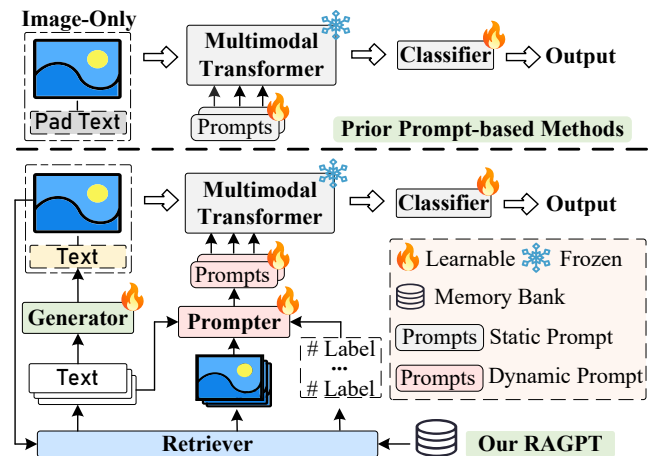 Image-Only
Pad Text
Multimodal
Transformer
Prompts
Classifier
Output
Prior Prompt-based Methods
Text
Multimodal
Transformer
Classifier
Output
Prompts
Generator
Prompter
Text
# Label
...
# Label
Retriever
Learnable
Frozen
Memory Bank
Prompts Static Prompt
Prompts Dynamic Prompt
Our RAGPT